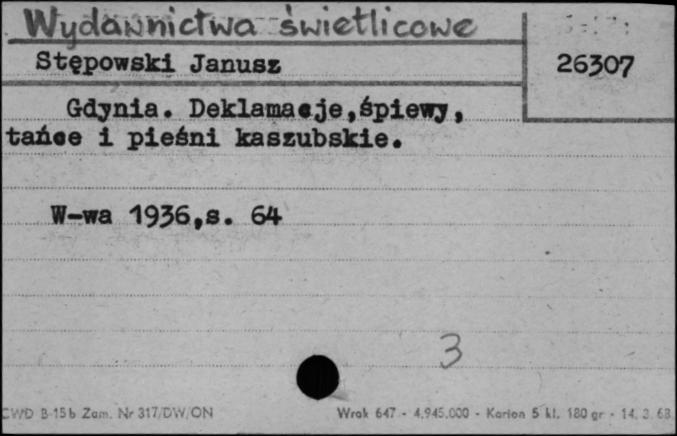 Wydawnictwa świetlicowe
Stępowski Janusz
26307
Gdynia. Deklamacje,śpiewy,
tańce i pieśni kaszubskie.
W-wa 1936,s. 64
3
CWD B-15b Zam. Nr 317/DW/ON
Wrok 647 - 4.945.000 - Karton 5 kl. 180 gr - 14. 3. 63